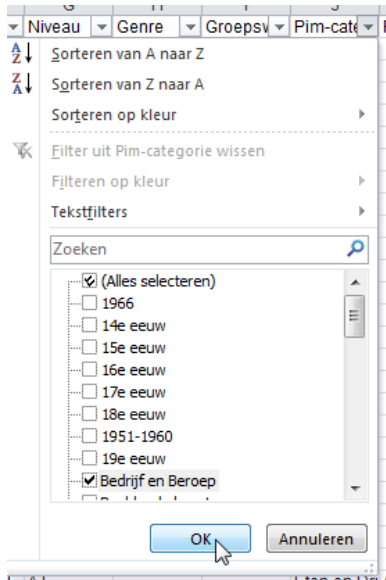 Niveau Genre Groepsv Pim-cate
Sorteren van A naar Z
Sorteren van Z naar A
Sorteren op kleur
Filter uit Pim-categorie wissen
Filteren op kleur
Tekstfilters
Zoeken
(Alles selecteren)
1966
14e eeuw
15e eeuw
16e eeuw
17e eeuw
18e eeuw
1951-1960
19e eeuw
Bedrijf en Beroep
OK Annuleren